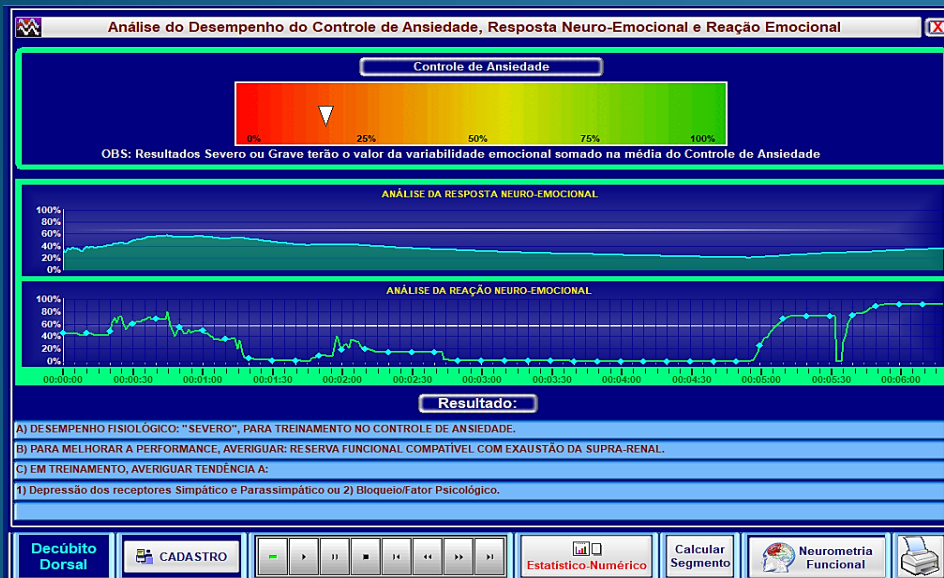 Análise do Desempenho do Controle de Ansiedade, Resposta Neuro-Emocional e Reação Emocional
X
Controle de Ansiedade
0% 25% 50% 75% 100%
OBS: Resultados Severo ou Grave terão o valor da variabilidade emocional somado na média do Controle de Ansiedade
ANÁLISE DA RESPOSTA NEURO-EMOCIONAL
100%
80%
60%
40%
20%
0%
ANÁLISE DA REAÇÃO NEURO-EMOCIONAL
100%
80%
60%
40%
20%
0%
00:00:00 00:00:30 00:01:00 00:01:30 00:02:00 00:02:30 00:03:00 00:03:30 00:04:00 00:04:30 00:05:00 00:05:30 00:06:00
Resultado:
A) DESEMPENHO FISIOLÓGICO: "SEVERO", PARA TREINAMENTO NO CONTROLE DE ANSIEDADE.
B) PARA MELHORAR A PERFORMANCE, AVERIGUAR: RESERVA FUNCIONAL COMPATÍVEL COM EXAUSTÃO DA SUPRA-RENAL.
C) EM TREINAMENTO, AVERIGUAR TENDÊNCIA A:
1) Depressão dos receptores Simpático e Parassimpático ou 2) Bloqueio/Fator Psicológico.
Decúbito
Dorsal
CADASTRO
Estatístico-Numérico
Calcular
Segmento
Neurometria
Funcional